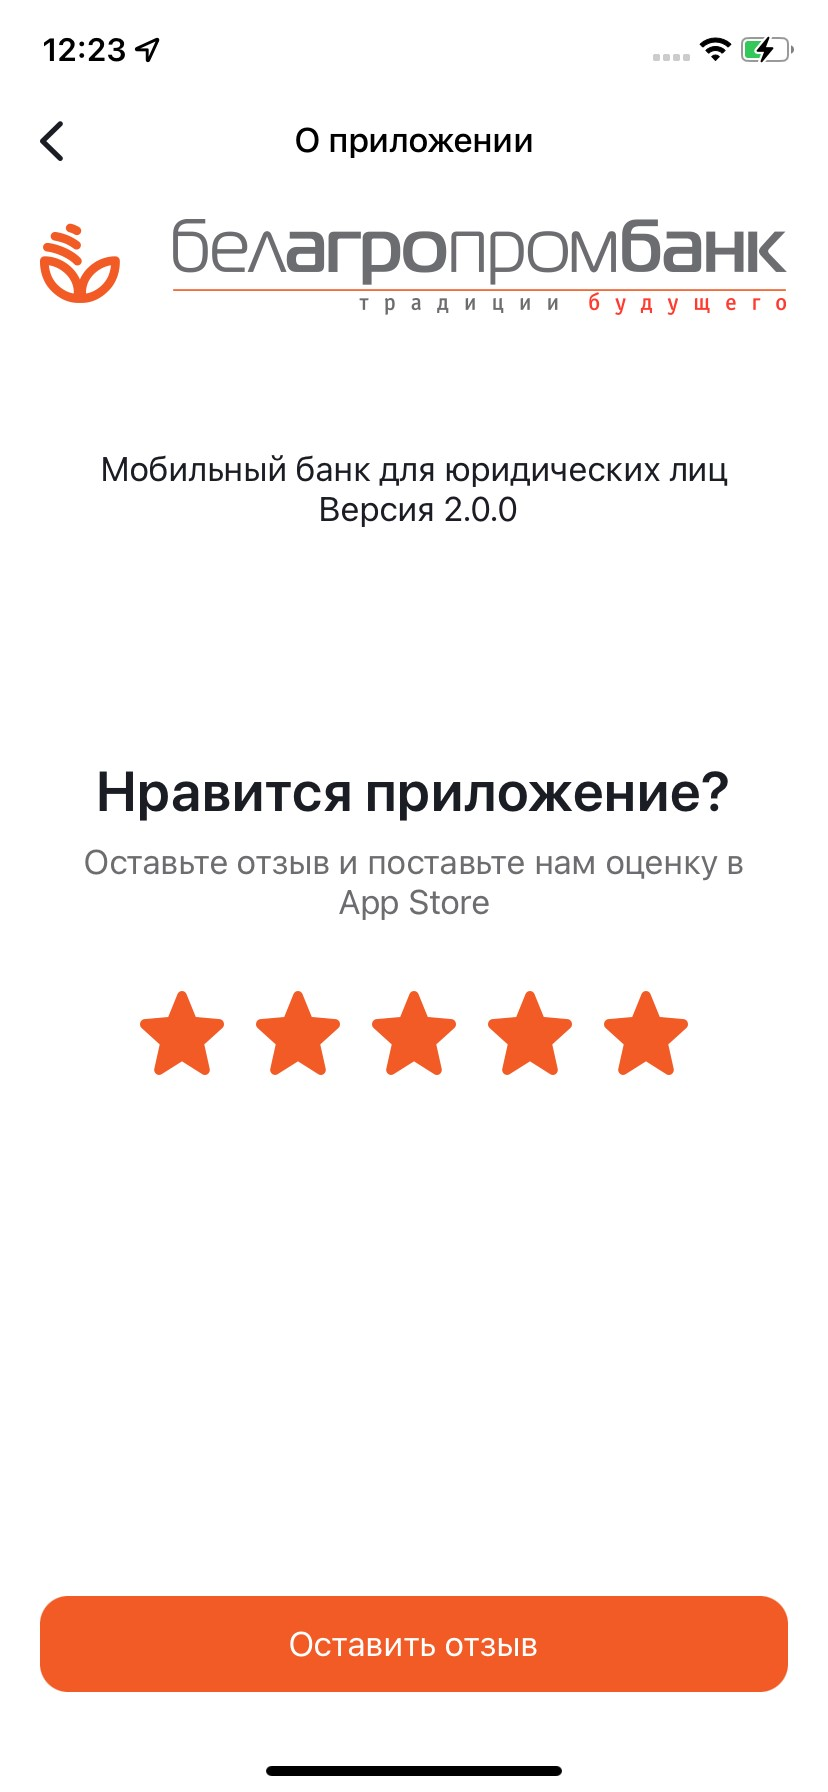 12:23
О приложении
белагропромбанк
традиции будущего
Мобильный банк для юридических лиц
Версия 2.0.0
Нравится приложение?
Оставьте отзыв и поставьте нам оценку в
App Store
Оставить отзыв